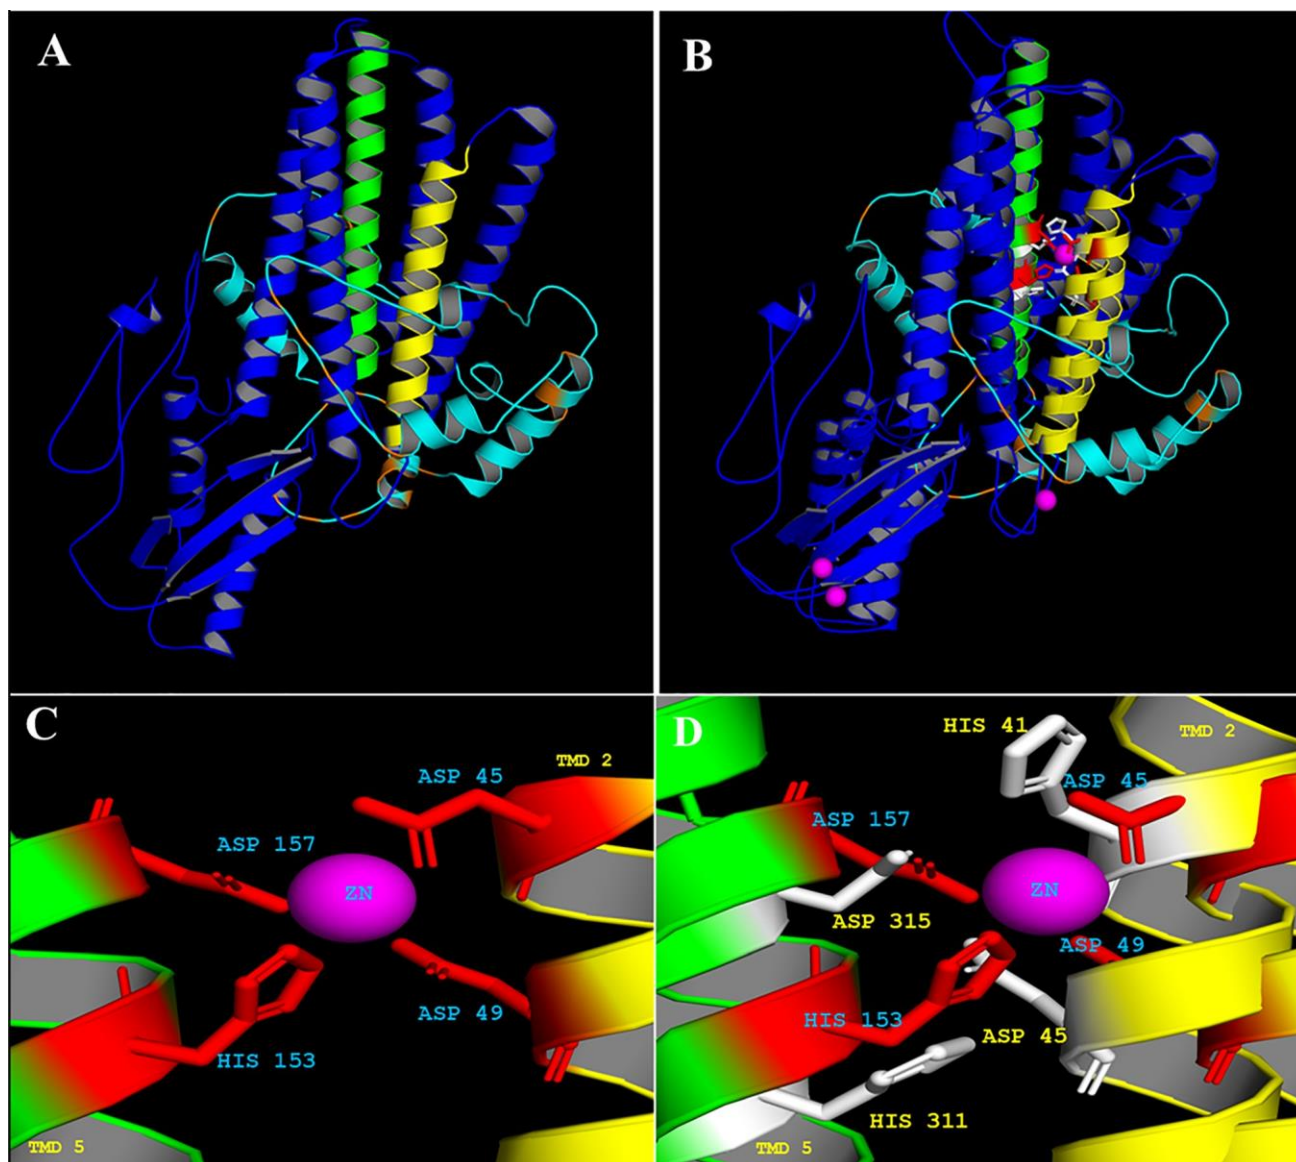 A
B
C
TMD 2
ASP 45
ASP 157
ZN
ASP 49
HIS 153
TMD 5
D
HIS 41
TMD 2
ASP 45
ASP 157
ZN
ASP 315
ASP 49
HIS 153
ASP 45
HIS 311
TMD 5